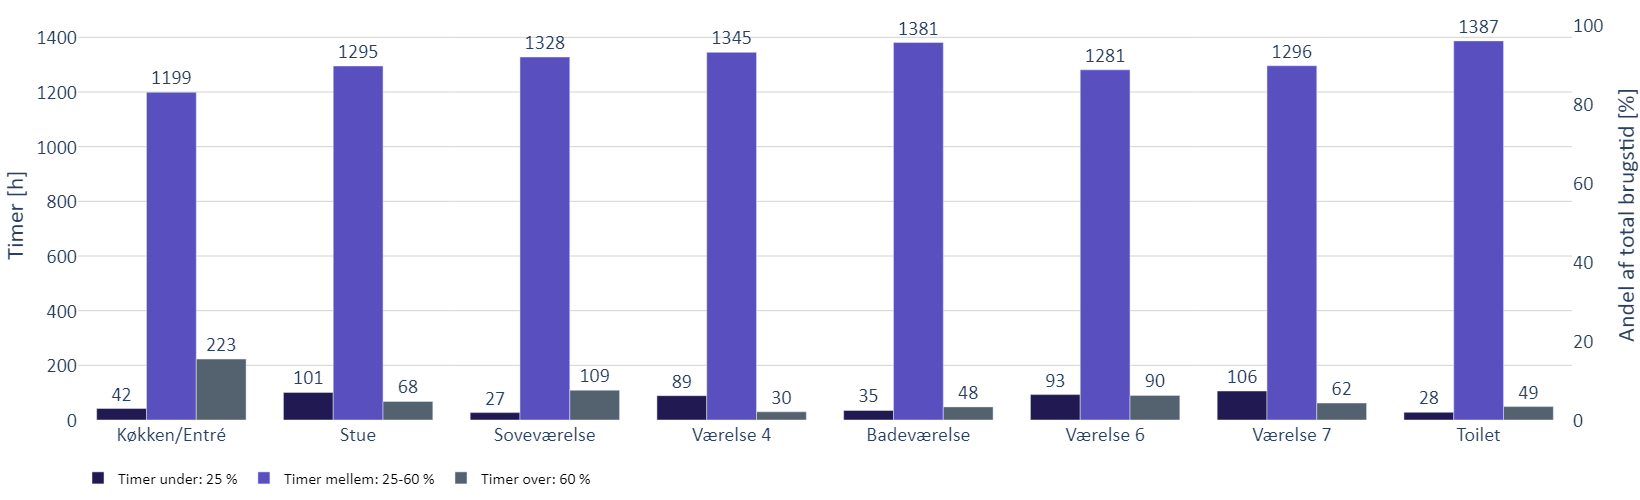 Timer [h]
1400
1200
1000
800
600
400
200
0
100
80
60
40
20
0
Andel af total brugstid [%]
42 1199 223
101 1295 68
27 1328 109
89 1345 30
35 1381 48
93 1281 90
106 1296 62
28 1387 49
Køkken/Entré Stue Soveværelse Værelse 4 Badeværelse Værelse 6 Værelse 7 Toilet
Timer under: 25 % Timer mellem: 25-60 % Timer over: 60 %